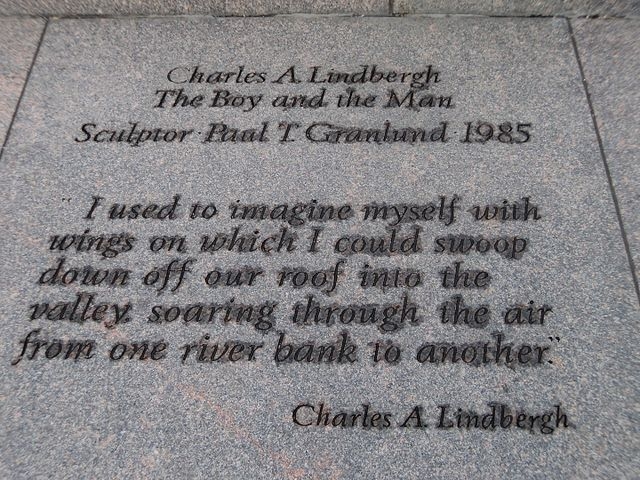 Charles A. Lindbergh
The Boy and the Man
Sculptor Paul T. Granlund 1985
"I used to imagine myself with
wings on which I could swoop
down off our roof into the
valley, soaring through the air
from one river bank to another."
Charles A. Lindbergh